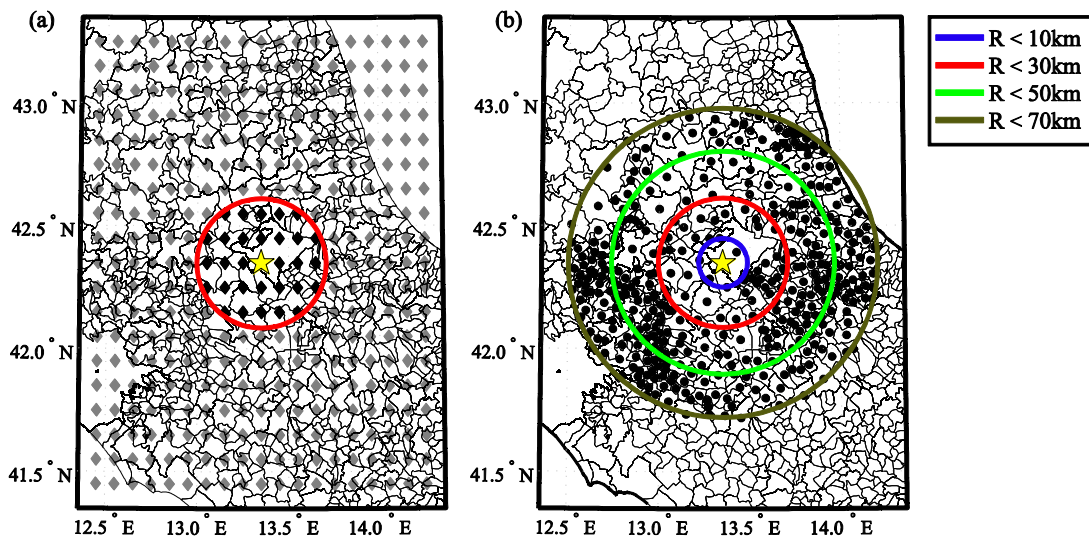 (a)
(b)
R < 10km
R < 30km
R < 50km
R < 70km
43.0 ° N
42.5 ° N
42.0 ° N
41.5 ° N
12.5 ° E
13.0 ° E
13.5 ° E
14.0 ° E
43.0 ° N
42.5 ° N
42.0 ° N
41.5 ° N
12.5 ° E
13.0 ° E
13.5 ° E
14.0 ° E